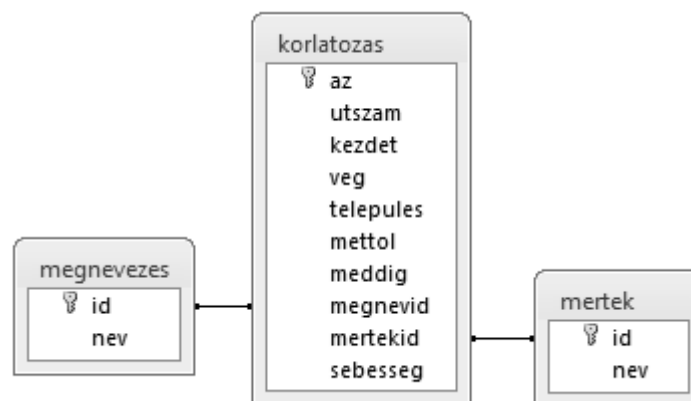 korlatozas
az
utszam
kezdet
veg
telepules
mettol
meddig
megnevid
mertekid
sebesseg
megnevezes
id
nev
mertek
id
nev